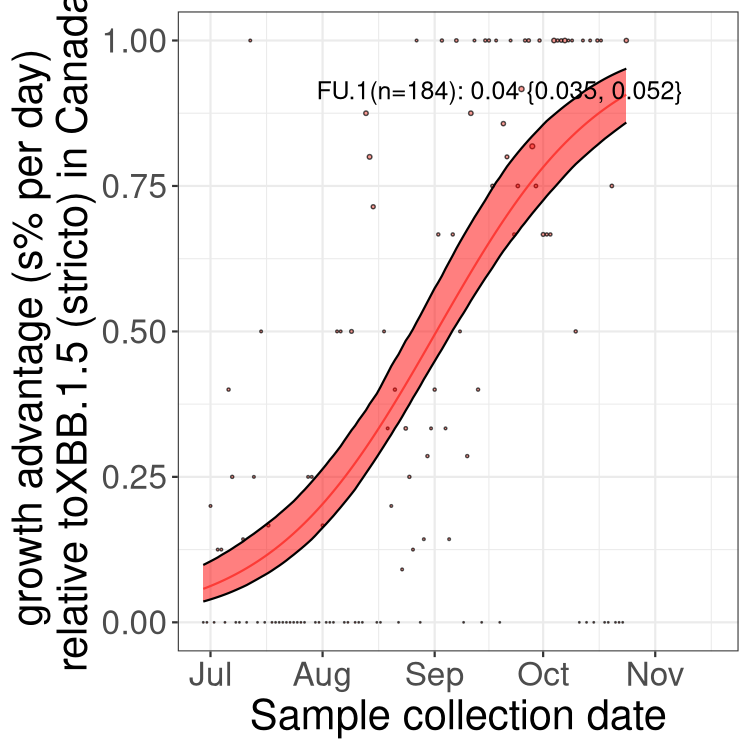 growth advantage (s% per day)
relative toXBB.1.5 (stricto) in Canada
1.00
0.75
0.50
0.25
0.00
FU.1(n=184): 0.04 {0.035, 0.052}
Jul Aug Sep Oct Nov
Sample collection date